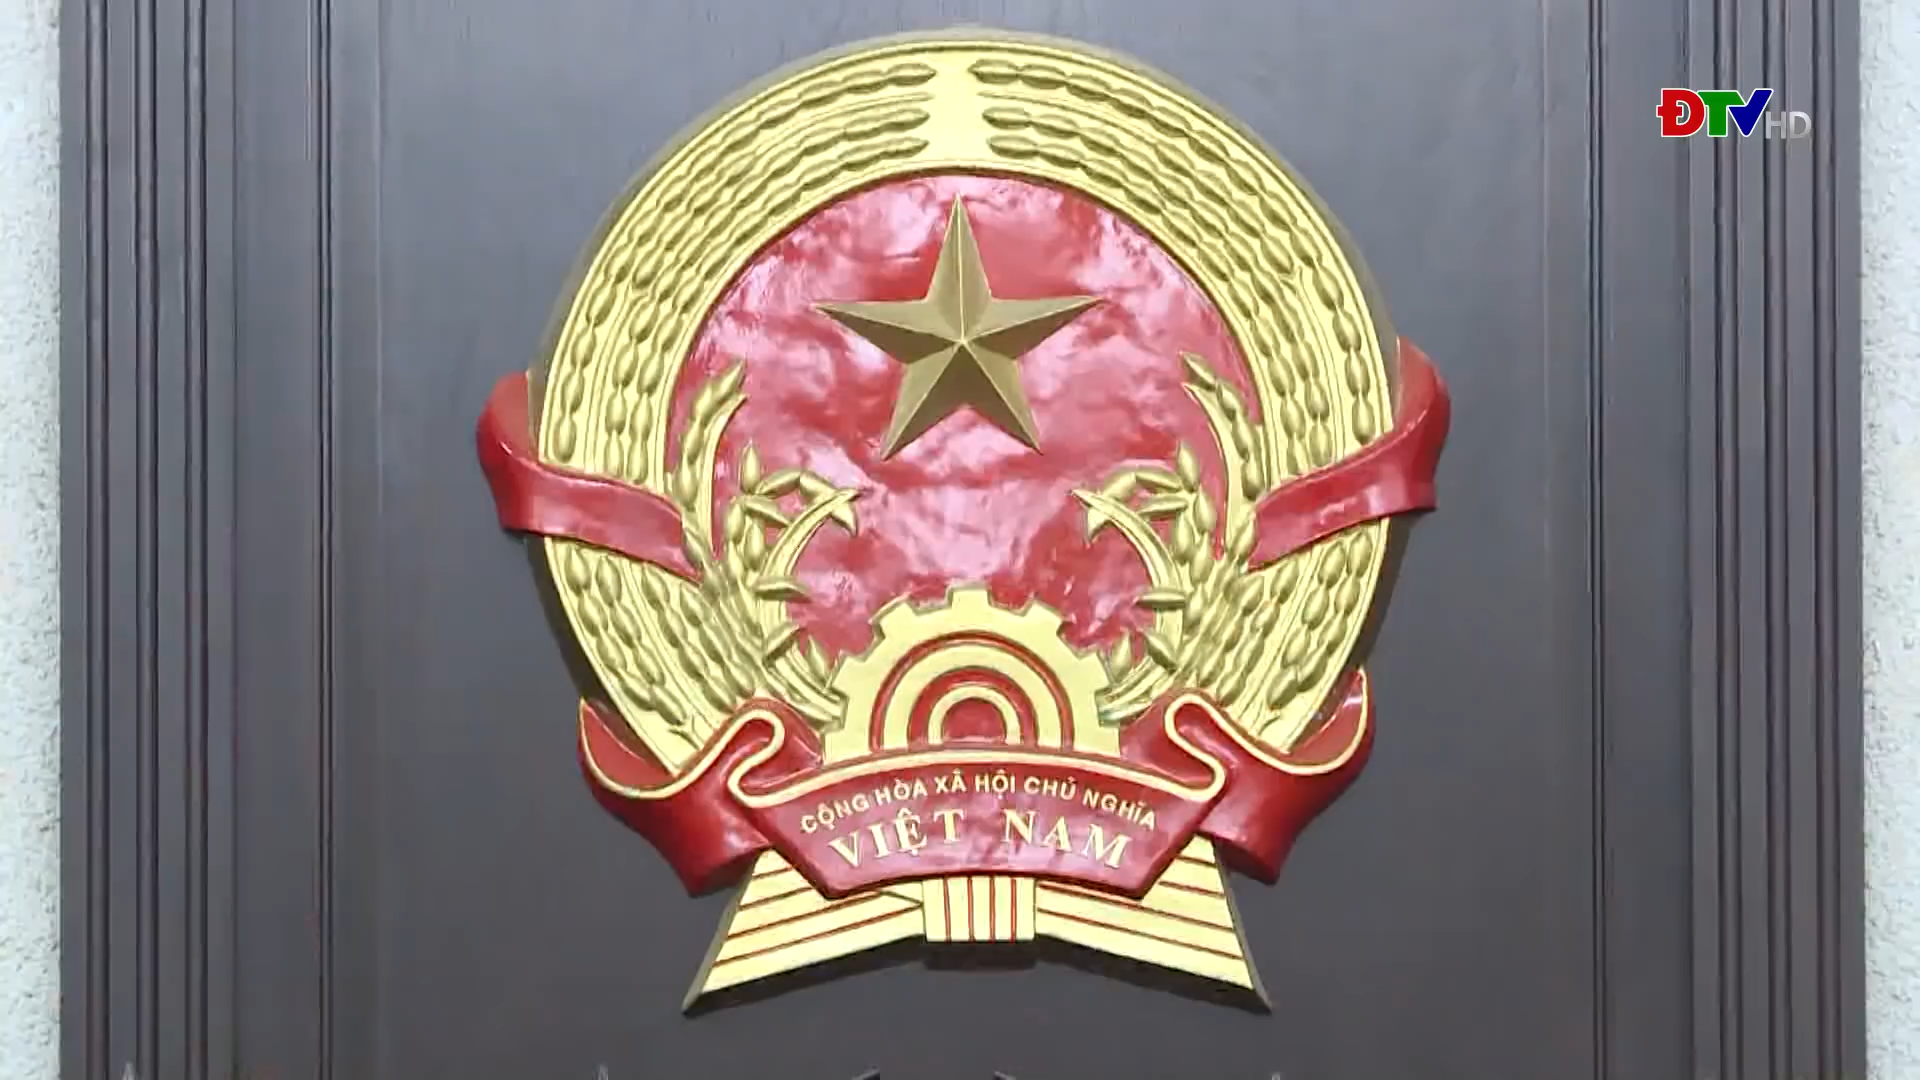 ĐTV HD
CỘNG HÒA XÃ HỘI CHỦ NGHĨA
VIỆT NAM